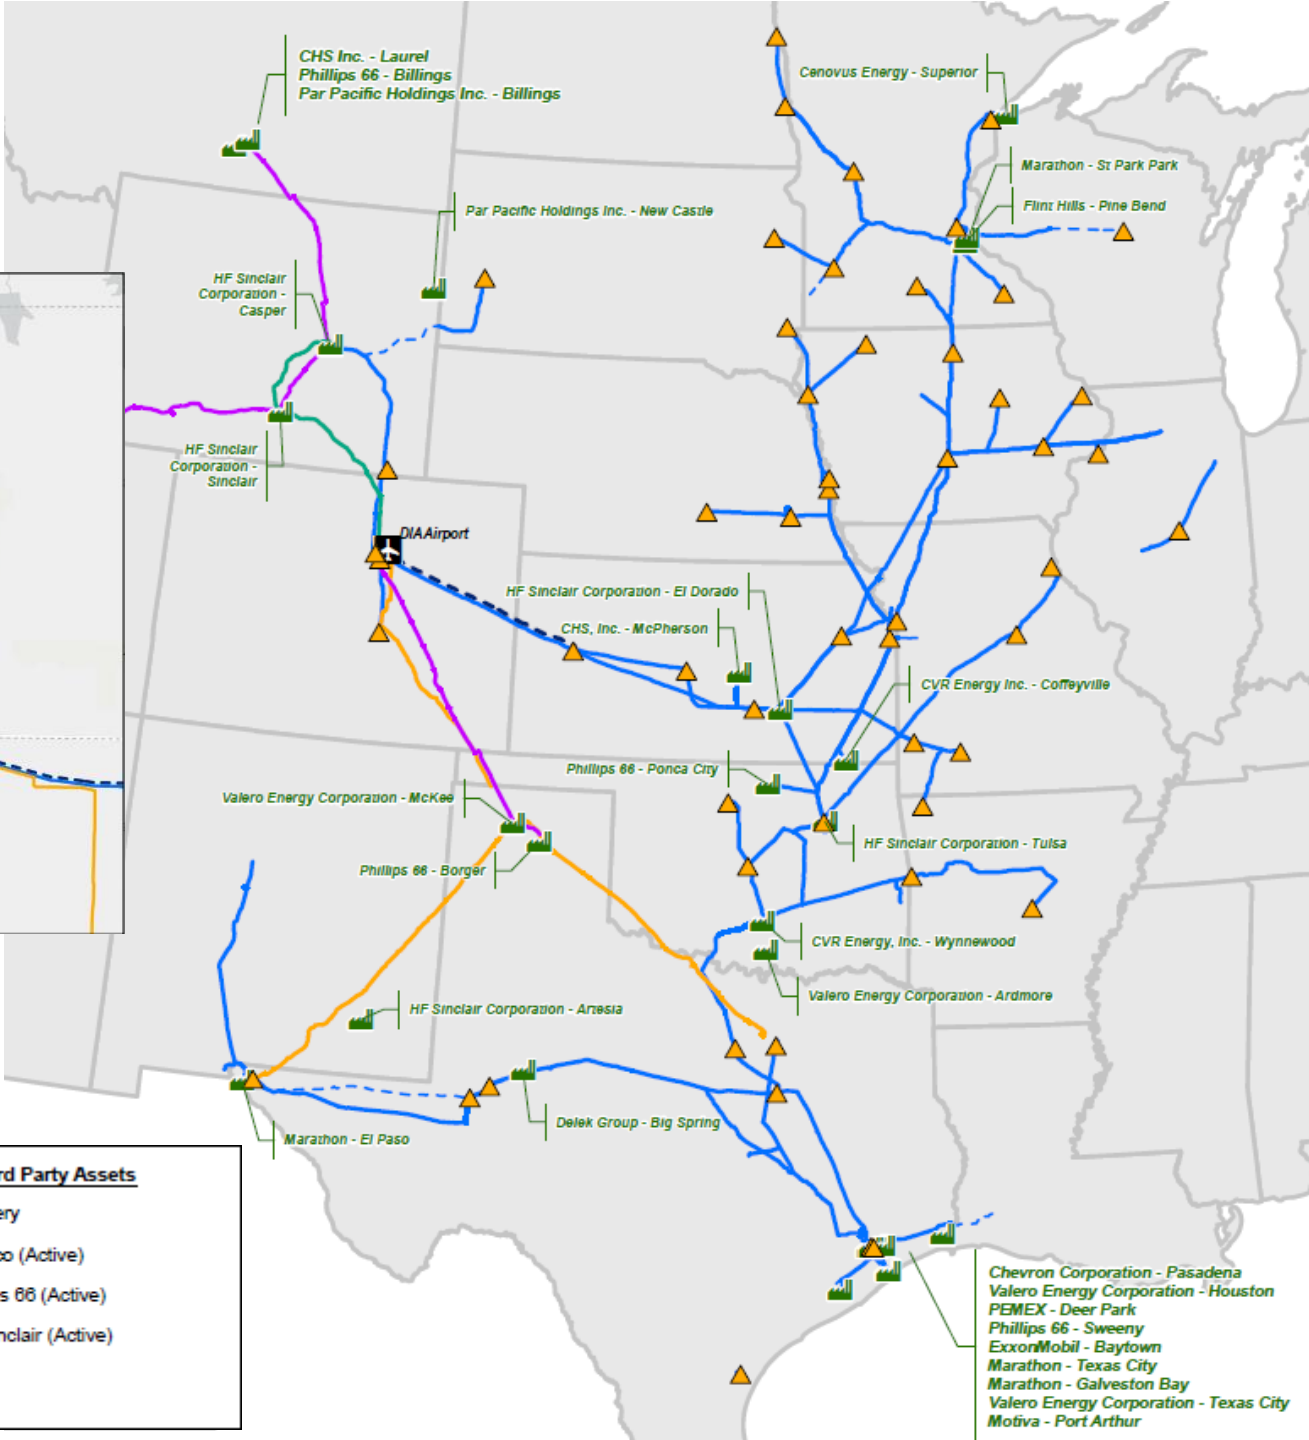 CHS Inc. - Laurel
Phillips 66 - Billings
Par Pacific Holdings Inc. - Billings
Cenovus Energy - Superior
Marathon - St Park Park
Flint Hills - Pine Bend
Par Pacific Holdings Inc. - New Castle
HF Sinclair
Corporation -
Casper
HF Sinclair
Corporation -
Sinclair
DIA Airport
HF Sinclair Corporation - El Dorado
CHS, Inc. - McPherson
CVR Energy Inc. - Coffeyville
Phillips 66 - Ponca City
Valero Energy Corporation - McKee
HF Sinclair Corporation - Tulsa
Phillips 66 - Borger
CVR Energy, Inc. - Wynnewood
Valero Energy Corporation - Ardmore
HF Sinclair Corporation - Artesia
Delek Group - Big Spring
Marathon - El Paso
rd Party Assets
ery
co (Active)
s 66 (Active)
nclair (Active)
Chevron Corporation - Pasadena
Valero Energy Corporation - Houston
PEMEX - Deer Park
Phillips 66 - Sweeny
ExxonMobil - Baytown
Marathon - Texas City
Marathon - Galveston Bay
Valero Energy Corporation - Texas City
Motiva - Port Arthur